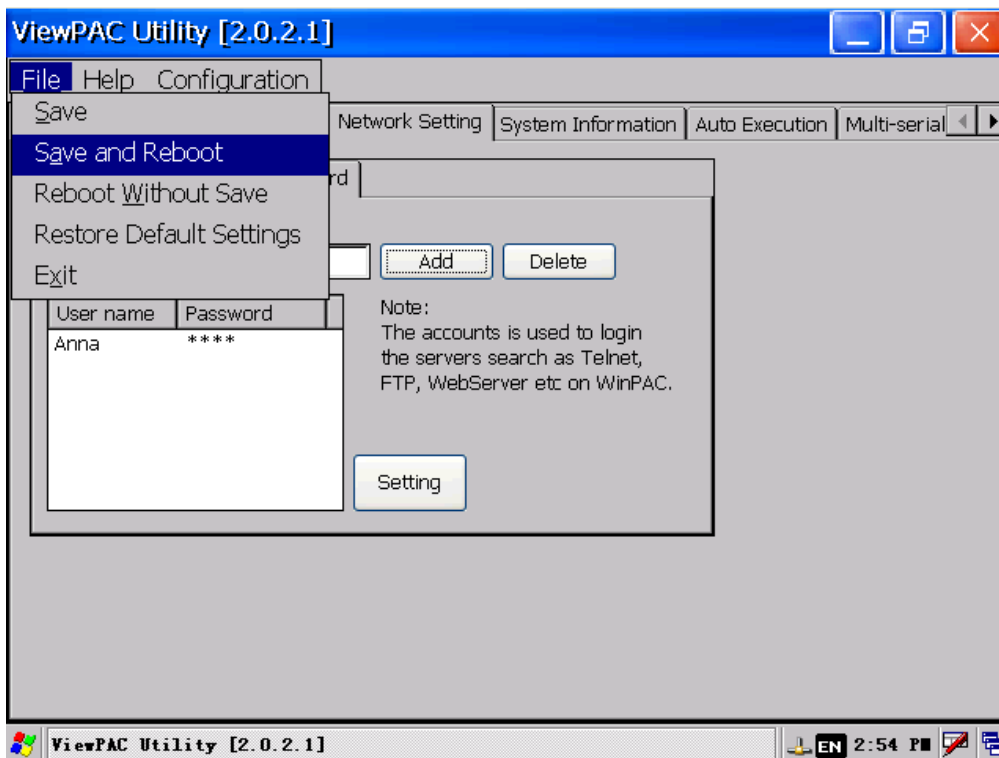 ViewPAC Utility [2.0.2.1]
File Help Configuration
Save
Save and Reboot
Reboot Without Save
Restore Default Settings
Exit
Network Setting System Information Auto Execution Multi-serial
rd
Add Delete
User name Password
Anna ****
Note:
The accounts is used to login
the servers search as Telnet,
FTP, WebServer etc on WinPAC.
Setting
ViewPAC Utility [2.0.2.1]
EN 2:54 PM